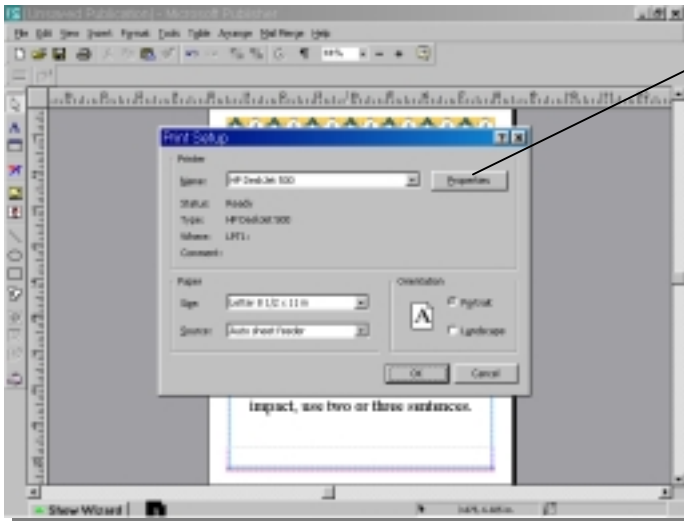 Unsaved Publication1 - Microsoft Publisher
File Edit View Insert Format Tools Table Arrange Mail Merge Help
Print Setup
Printer
Name: HP DeskJet 500 Properties
Status: Ready
Type: HP DeskJet 500
Where: LPT1:
Comment:
Paper
Size: Letter 8 1/2 x 11 in
Source: Auto sheet feeder
Orientation
A
Portrait
Landscape
OK Cancel
impact, use two or three sentences.
Show Wizard